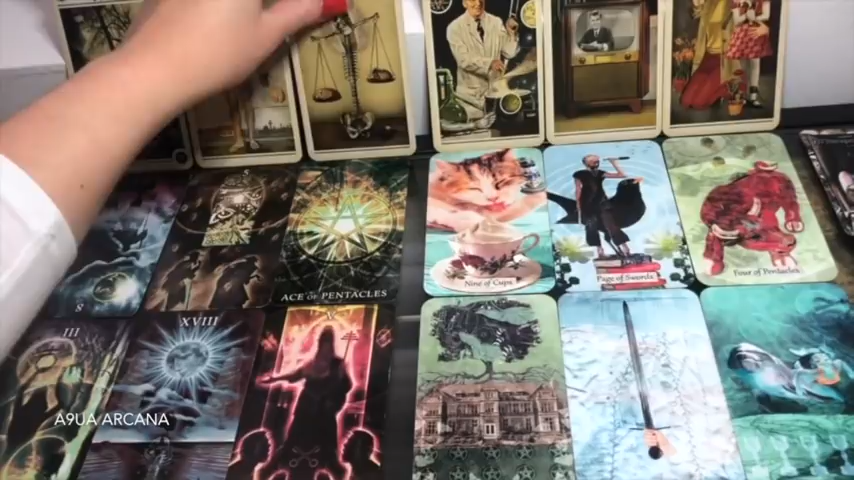 8
ACE OF PENTACLES
Nine of Cups
Page of Swords
Four of Pentacles
III
XVIII
V
A9UA ARCANA